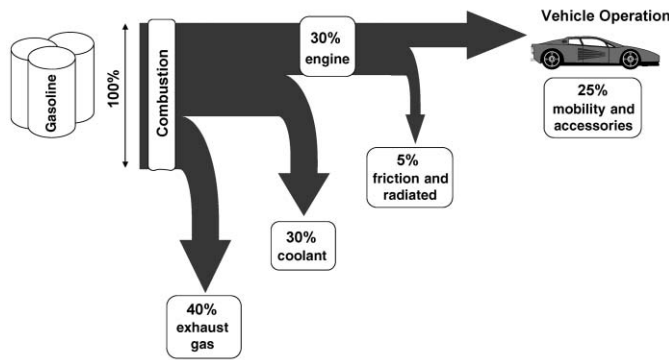 Gasoline
100%
Combustion
30%
engine
Vehicle Operation
25%
mobility and
accessories
5%
friction and
radiated
30%
coolant
40%
exhaust
gas